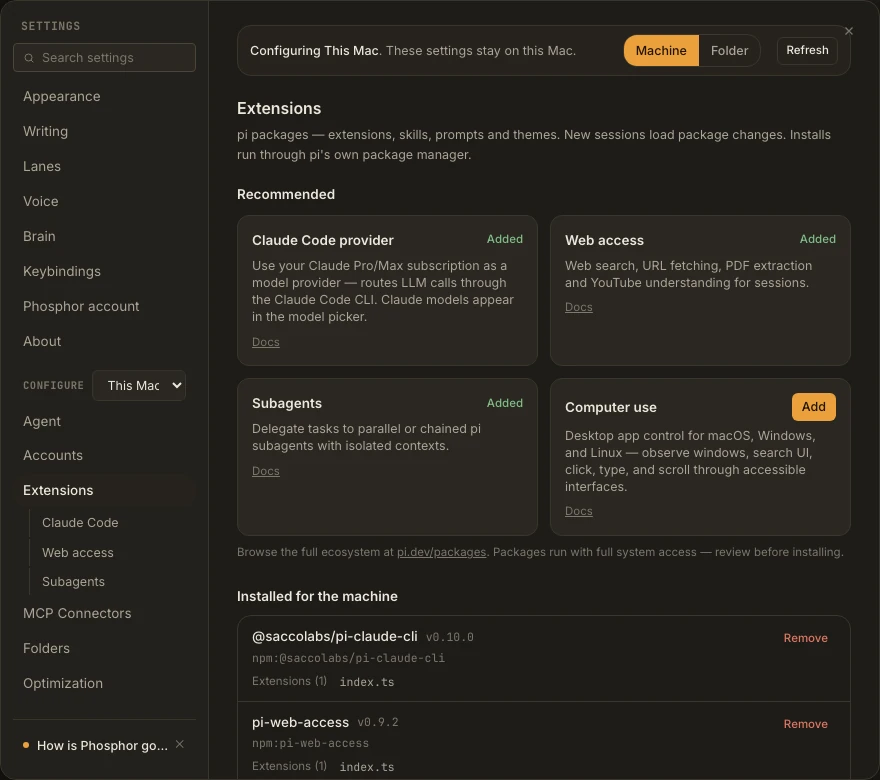 SETTINGS
Search settings
Appearance
Writing
Lanes
Voice
Brain
Keybindings
Phosphor account
About
CONFIGURE This Mac
Agent
Accounts
Extensions
Claude Code
Web access
Subagents
MCP Connectors
Folders
Optimization
How is Phosphor go...
Configuring This Mac. These settings stay on this Mac.
Machine
Folder
Refresh
Extensions
pi packages — extensions, skills, prompts and themes. New sessions load package changes. Installs
run through pi's own package manager.
Recommended
Claude Code provider Added
Use your Claude Pro/Max subscription as a
model provider — routes LLM calls through
the Claude Code CLI. Claude models appear
in the model picker.
Docs
Web access Added
Web search, URL fetching, PDF extraction
and YouTube understanding for sessions.
Docs
Subagents Added
Delegate tasks to parallel or chained pi
subagents with isolated contexts.
Docs
Computer use Add
Desktop app control for macOS, Windows,
and Linux — observe windows, search UI,
click, type, and scroll through accessible
interfaces.
Docs
Browse the full ecosystem at pi.dev/packages. Packages run with full system access — review before installing.
Installed for the machine
@saccolabs/pi-claude-cli v0.10.0 Remove
npm:@saccolabs/pi-claude-cli
Extensions (1) index.ts
pi-web-access v0.9.2 Remove
npm:pi-web-access
Extensions (1) index.ts